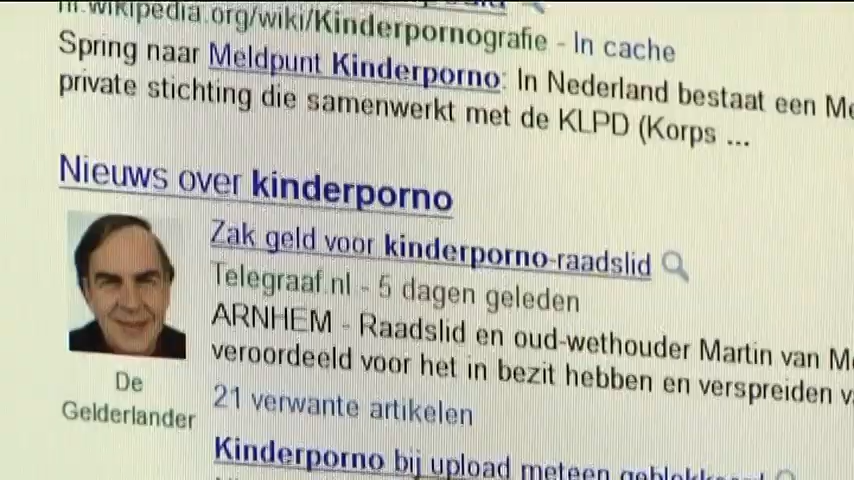 nl.wikipedia.org/wiki/Kinderpornografie - In cache
Spring naar Meldpunt Kinderporno: In Nederland bestaat een
private stichting die samenwerkt met de KLPD (Korps ...
Nieuws over kinderporno
Zak geld voor kinderporno-raadslid
Telegraaf.nl - 5 dagen geleden
ARNHEM - Raadslid en oud-wethouder Martin van
veroordeeld voor het in bezit hebben en verspreiden
De
Gelderlander
21 verwante artikelen
Kinderporno bij upload meteen